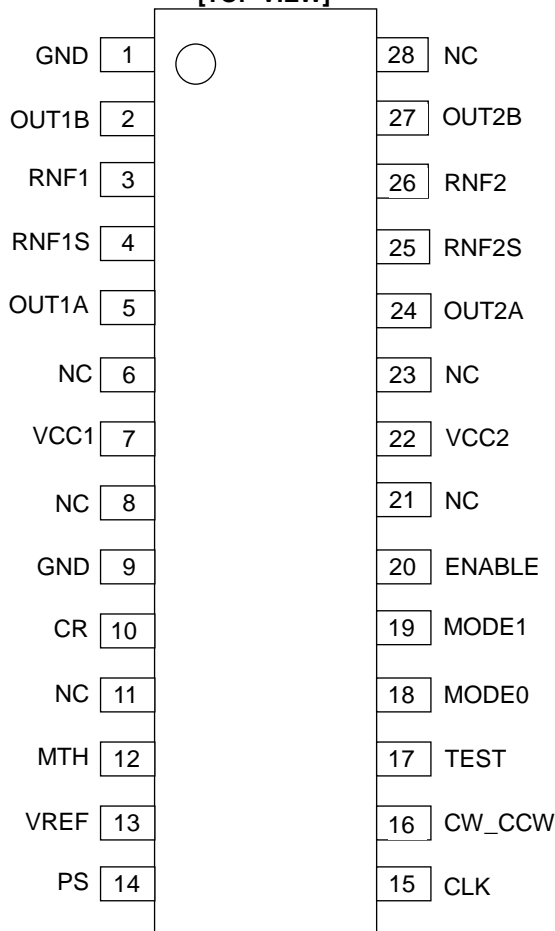 GND 1 28 NC
OUT1B 2 27 OUT2B
RNF1 3 26 RNF2
RNF1S 4 25 RNF2S
OUT1A 5 24 OUT2A
NC 6 23 NC
VCC1 7 22 VCC2
NC 8 21 NC
GND 9 20 ENABLE
CR 10 19 MODE1
NC 11 18 MODE0
MTH 12 17 TEST
VREF 13 16 CW_CCW
PS 14 15 CLK